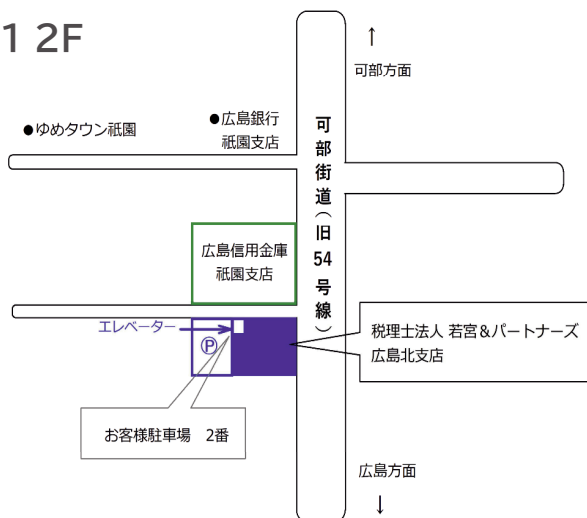 1 2F
↑
可部方面
●ゆめタウン祇園
●広島銀行
祇園支店
可部街道(旧54号線)
広島信用金庫
祇園支店
エレベーター
Ⓟ
税理士法人 若宮&パートナーズ
広島北支店
お客様駐車場 2番
広島方面
↓